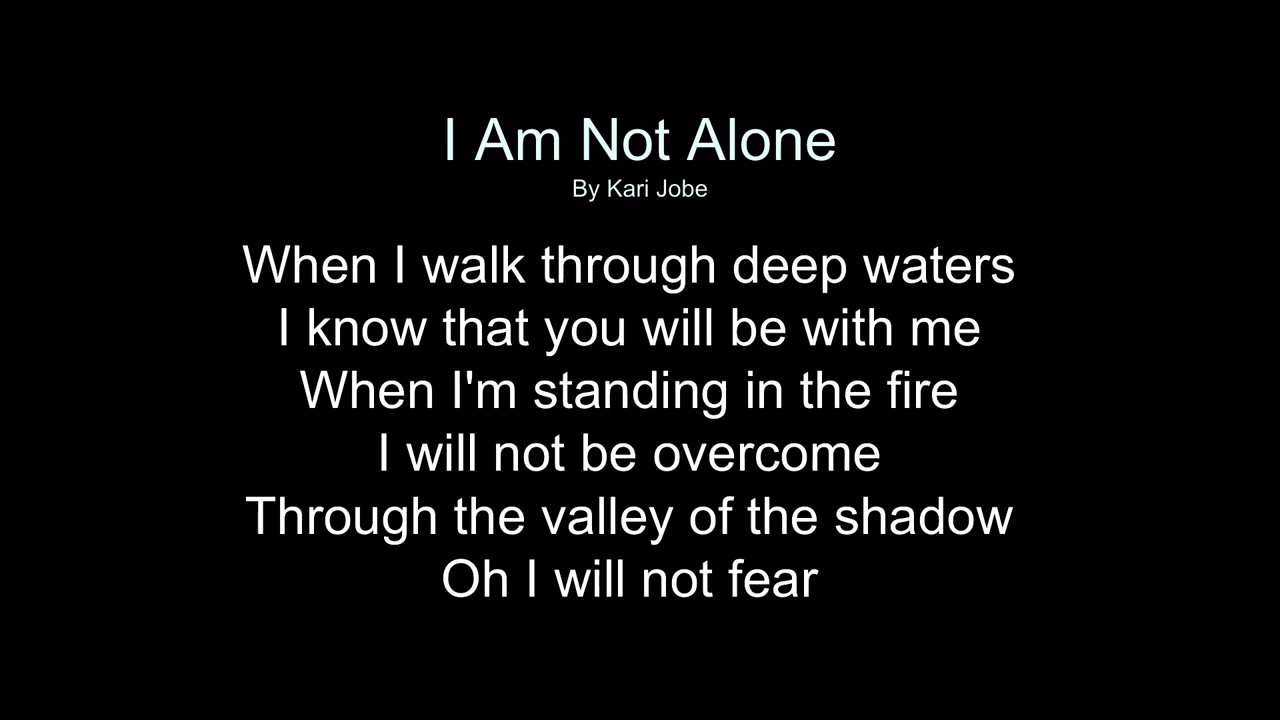 I Am Not Alone
By Kari Jobe
When I walk through deep waters
I know that you will be with me
When I'm standing in the fire
I will not be overcome
Through the valley of the shadow
Oh I will not fear